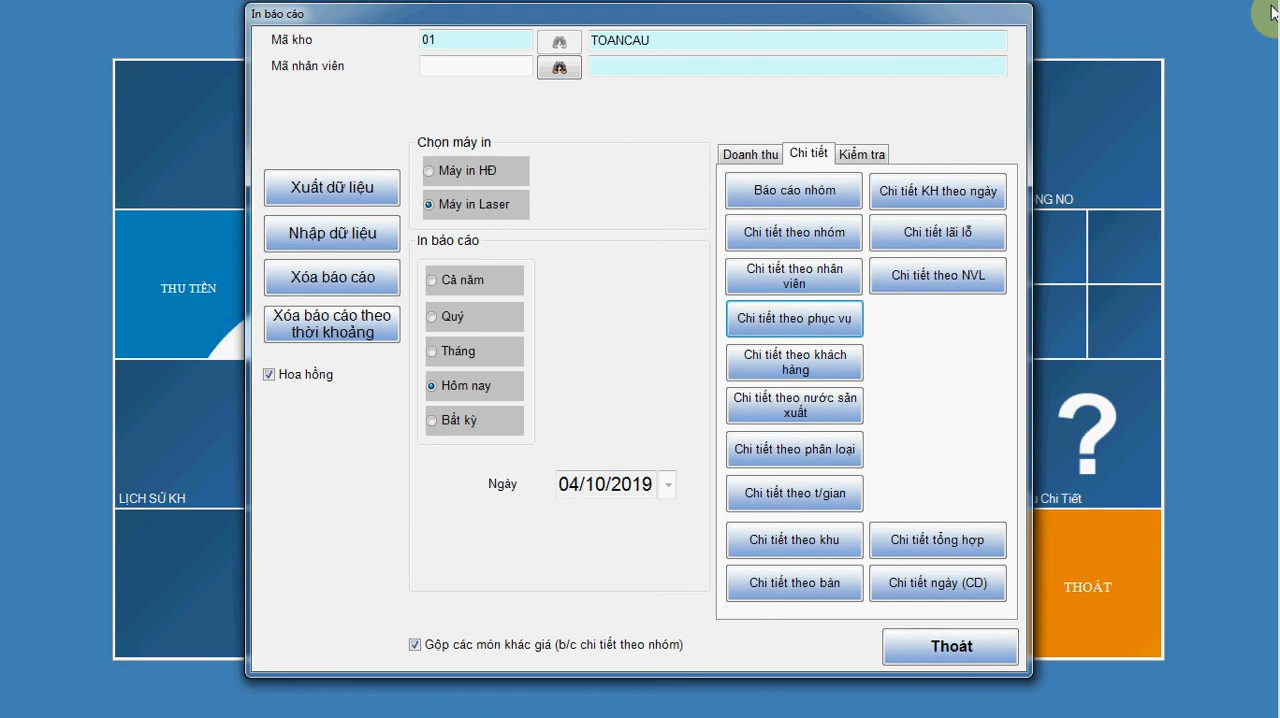 In báo cáo
Mã kho
01
TOANCAU
Mã nhân viên
Chọn máy in
Máy in HĐ
Máy in Laser
In báo cáo
Cả năm
Quý
Tháng
Hôm nay
Bất kỳ
Ngày
04/10/2019
Xuất dữ liệu
Nhập dữ liệu
Xóa báo cáo
Xóa báo cáo theo
thời khoảng
Hoa hồng
Doanh thu
Chi tiết
Kiểm tra
Báo cáo nhóm
Chi tiết KH theo ngày
Chi tiết theo nhóm
Chi tiết lãi lỗ
Chi tiết theo nhân
viên
Chi tiết theo NVL
Chi tiết theo phục vụ
Chi tiết theo khách
hàng
Chi tiết theo nước sản
xuất
Chi tiết theo phân loại
Chi tiết theo t/gian
Chi tiết theo khu
Chi tiết tổng hợp
Chi tiết theo bàn
Chi tiết ngày (CD)
Gộp các món khác giá (b/c chi tiết theo nhóm)
Thoát
THU TIỀN
LỊCH SỬ KH
NG NO
?
Chi Tiết
THOÁT